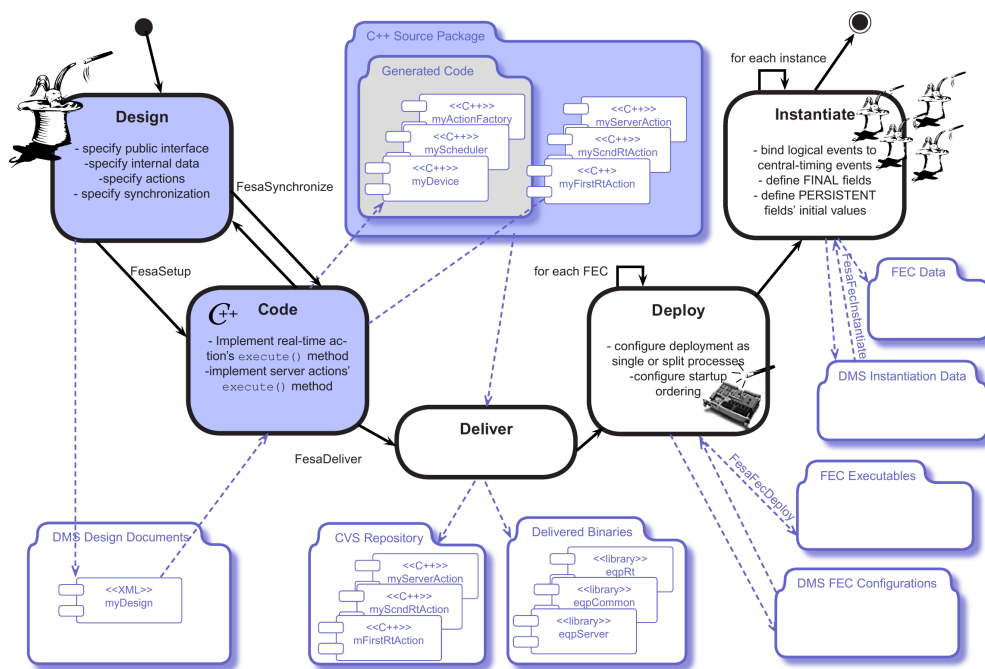 Design
- specify public interface
-specify internal data
-specify actions
- specify synchronization
FesaSynchronize
FesaSetup
C++ Source Package
Generated Code
<<C++>>
myActionFactory
<<C++>>
myScheduler
<<C++>>
myDevice
<<C++>>
myServerAction
<<C++>>
myScndRtAction
<<C++>
myFirstRtAction
for each instance
Instantiate
- bind logical events to
central-timing events
- define FINAL fields
- define PERSISTENT
fields' initial values
C++
Code
- Implement real-time ac-
tion's execute() method
-implement server actions'
execute() method
FesaDeliver
Deliver
for each FEC
Deploy
- configure deployment as
single or split processes
-configure startup
ordering
FesaFecInstantiate
FEC Data
DMS Instantiation Data
FesaFecDeploy
FEC Executables
DMS FEC Configurations
DMS Design Documents
<<XML>>
myDesign
CVS Repository
<<C++>>
myServerAction
<<C++>>
myScndRtAction
<<C++>>
mFirstRtAction
Delivered Binaries
<<library>>
eqpRt
<<library>>
eqpCommon
<<library>>
eqpServer